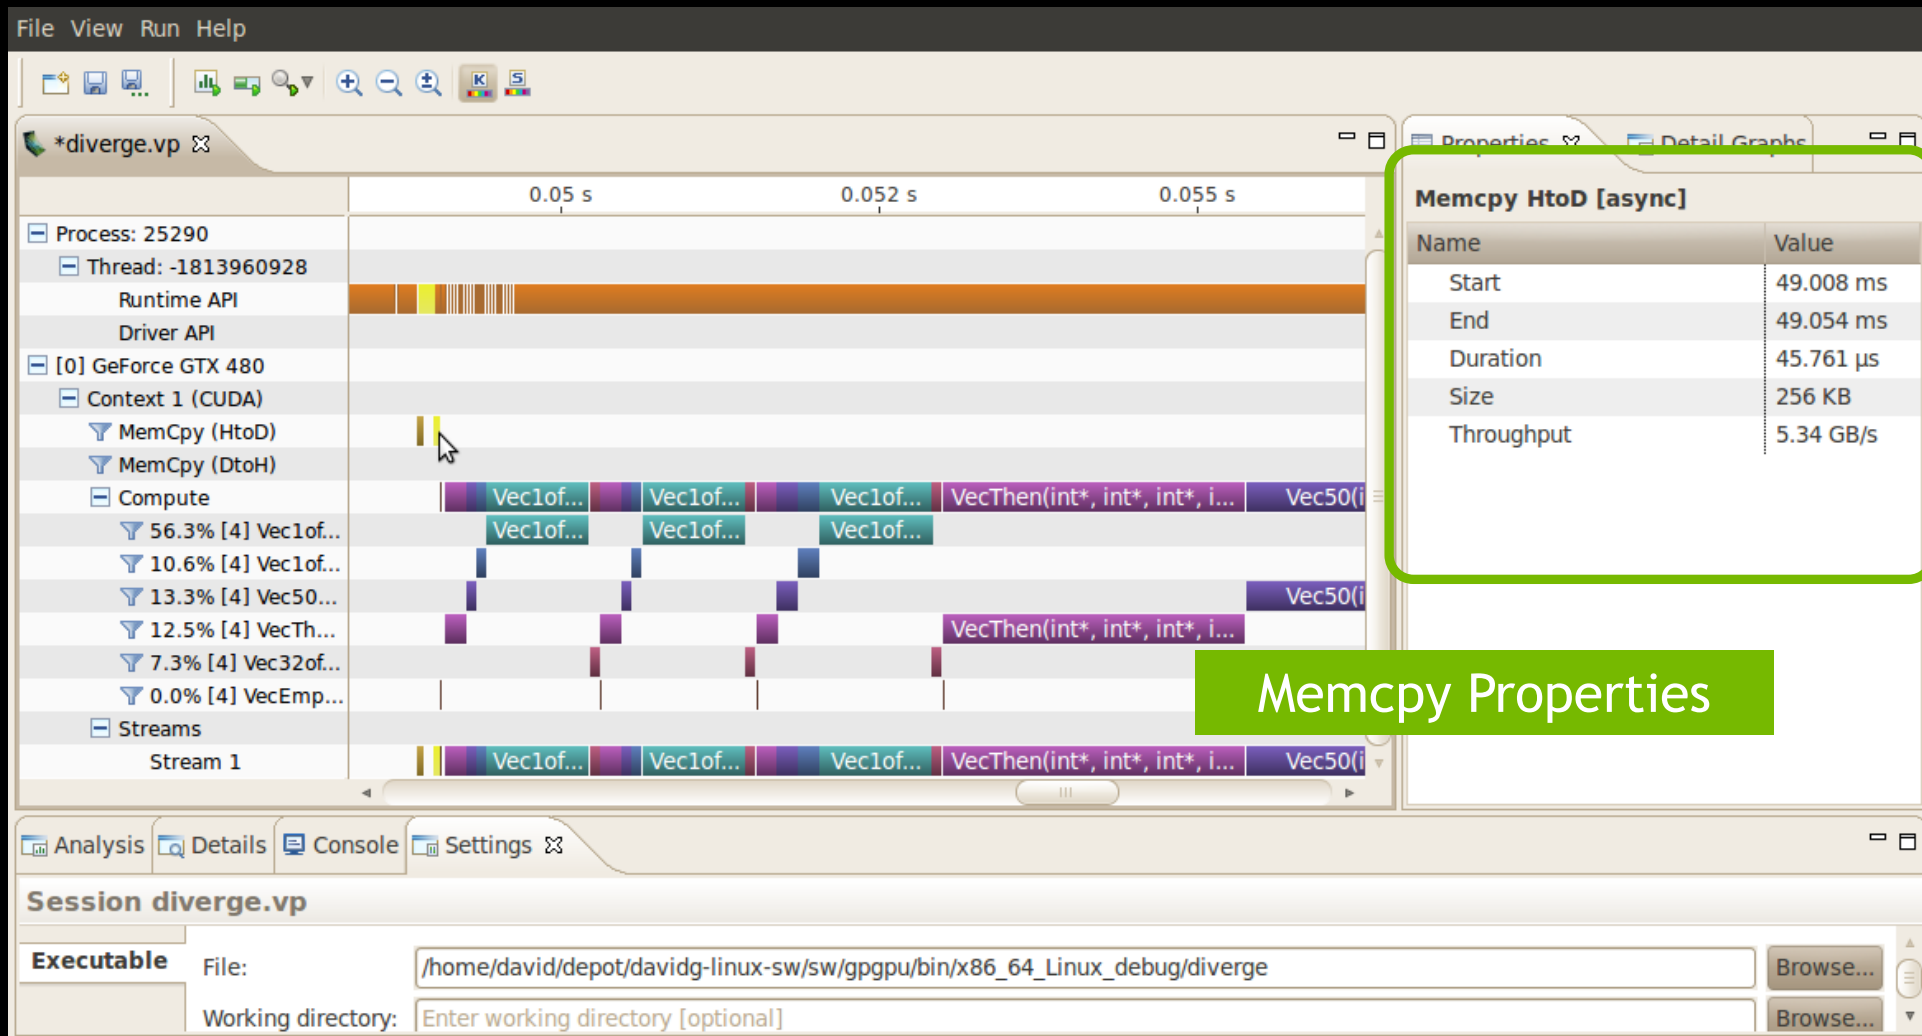 File View Run Help
K S
*diverge.vp
Properties Detail Graphs
0.05 s 0.052 s 0.055 s
Memcpy HtoD [async]
Name Value
Start 49.008 ms
End 49.054 ms
Duration 45.761 µs
Size 256 KB
Throughput 5.34 GB/s
Process: 25290
Thread: -1813960928
Runtime API
Driver API
[0] GeForce GTX 480
Context 1 (CUDA)
MemCpy (HtoD)
MemCpy (DtoH)
Compute Vec1of... Vec1of... Vec1of... VecThen(int*, int*, int*, i... Vec50(i
56.3% [4] Vec1of... Vec1of... Vec1of... Vec1of...
10.6% [4] Vec1of...
13.3% [4] Vec50... Vec50(i
12.5% [4] VecTh... VecThen(int*, int*, int*, i...
7.3% [4] Vec32of...
0.0% [4] VecEmp...
Memcpy Properties
Streams
Stream 1 Vec1of... Vec1of... Vec1of... VecThen(int*, int*, int*, i... Vec50(i
Analysis Details Console Settings
Session diverge.vp
Executable File: /home/david/depot/davidg-linux-sw/sw/gpgpu/bin/x86_64_Linux_debug/diverge Browse...
Working directory: Enter working directory [optional] Browse...